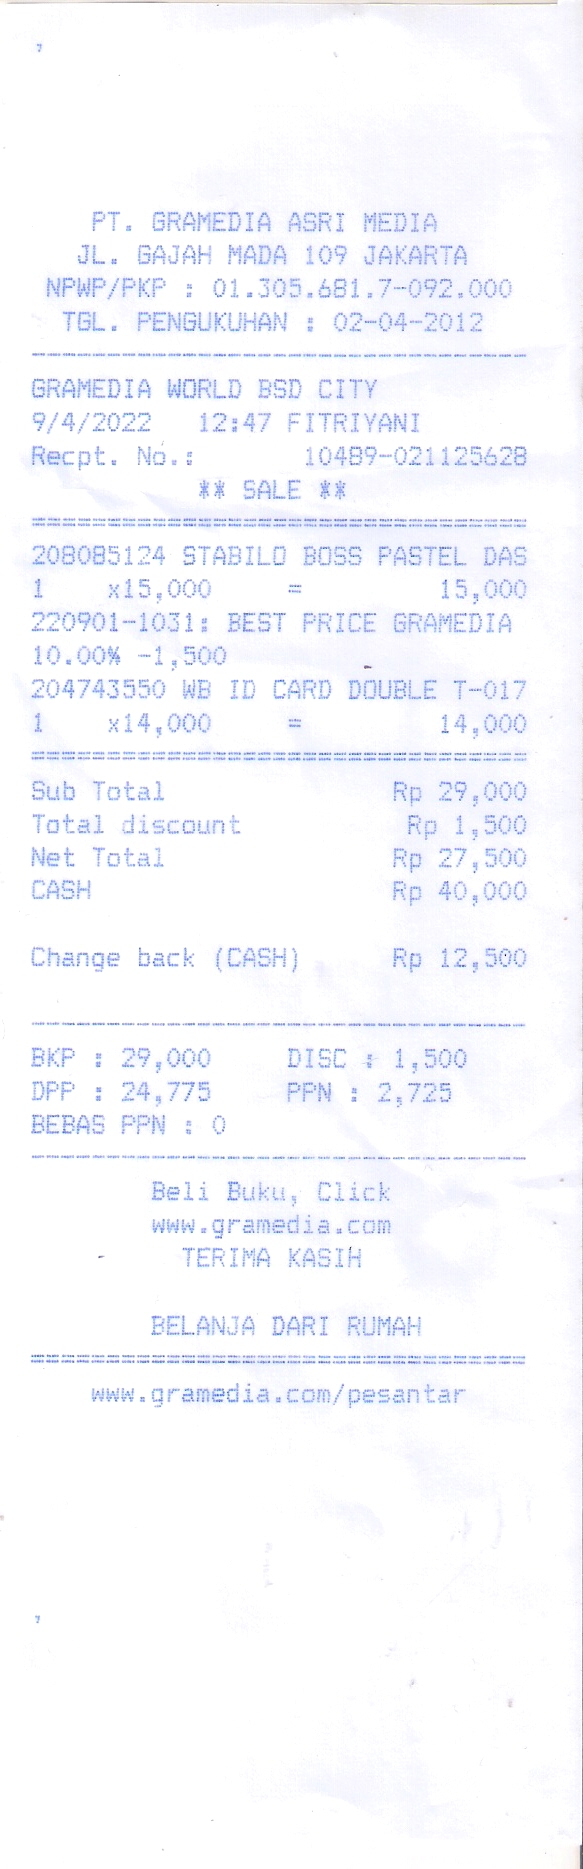 PT. GRAMEDIA ASRI MEDIA
JL. GAJAH MADA 109 JAKARTA
NPWP/PKP : 01.305.681.7-092.000
TGL. PENGUKUHAN : 02-04-2012
GRAMEDIA WORLD BSD CITY
9/4/2022 12:47 FITRIYANI
Recpt. No.: 10489-021125628
** SALE **
208085124 STABILO BOSS PASTEL DAS
1 x15,000 = 15,000
220901-1031: BEST PRICE GRAMEDIA
10.00% -1,500
204743550 WB ID CARD DOUBLE T-017
1 x14,000 = 14,000
Sub Total Rp 29,000
Total discount Rp 1,500
Net Total Rp 27,500
CASH Rp 40,000
Change back (CASH) Rp 12,500
BKP : 29,000 DISC : 1,500
DPP : 24,775 PPN : 2,725
BEBAS PPN : 0
Beli Buku, Click
www.gramedia.com
TERIMA KASIH
BELANJA DARI RUMAH
www.gramedia.com/pesantar